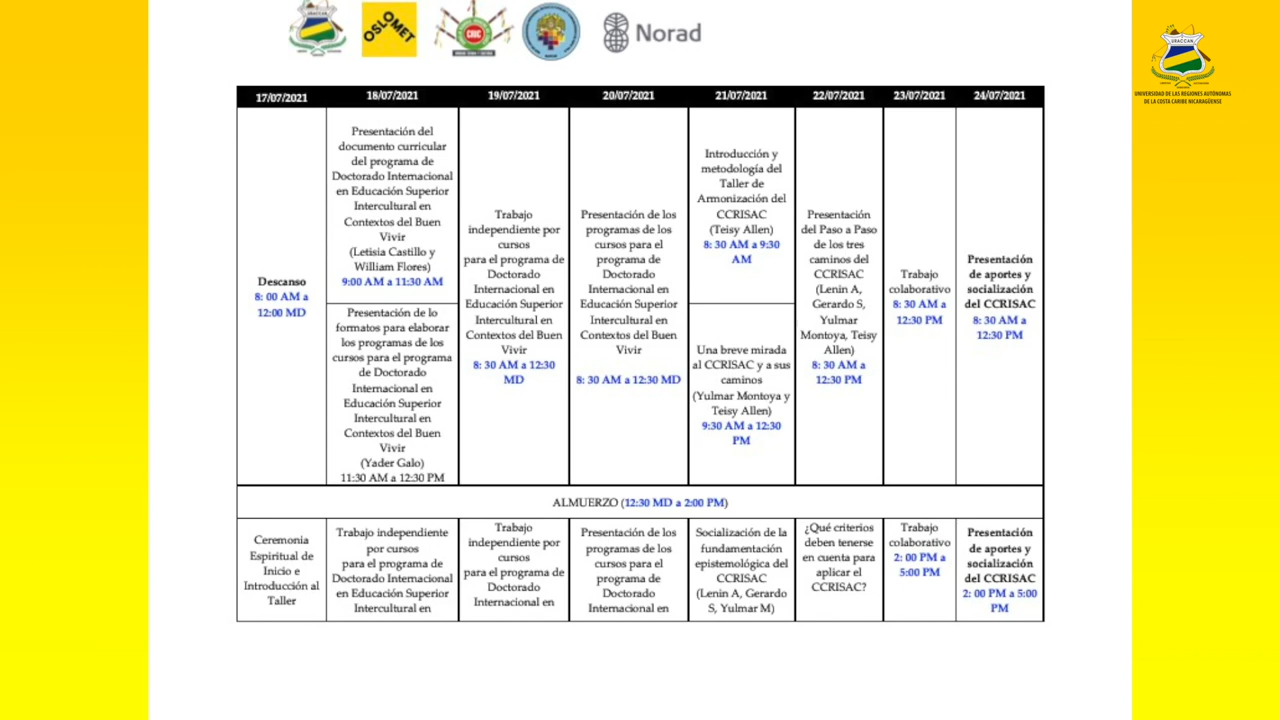 OSLOMET
CRIC
Norad
URACCAN
UNIVERSIDAD DE LAS REGIONES AUTÓNOMAS
DE LA COSTA CARIBE NICARAGÜENSE
17/07/2021
18/07/2021
19/07/2021
20/07/2021
21/07/2021
22/07/2021
23/07/2021
24/07/2021
Descanso
8: 00 AM a
12:00 MD
Presentación del
documento curricular
del programa de
Doctorado Internacional
en Educación Superior
Intercultural en
Contextos del Buen
Vivir
(Letisia Castillo y
William Flores)
9:00 AM a 11:30 AM
Presentación de lo
formatos para elaborar
los programas de los
cursos para el programa
de Doctorado
Internacional en
Educación Superior
Intercultural en
Contextos del Buen
Vivir
(Yader Galo)
11:30 AM a 12:30 PM
Trabajo
independiente por
cursos
para el programa de
Doctorado
Internacional en
Educación Superior
Intercultural en
Contextos del Buen
Vivir
8: 30 AM a 12:30
MD
Presentación de los
programas de los
cursos para el
programa de
Doctorado
Internacional en
Educación Superior
Intercultural en
Contextos del Buen
Vivir
8: 30 AM a 12:30 MD
Introducción y
metodología del
Taller de
Armonización del
CCRISAC
(Teisy Allen)
8: 30 AM a 9:30
AM
Una breve mirada
al CCRISAC y a sus
caminos
(Yulmar Montoya y
Teisy Allen)
9:30 AM a 12:30
PM
Presentación
del Paso a Paso
de los tres
caminos del
CCRISAC
(Lenin A,
Gerardo S,
Yulmar
Montoya, Teisy
Allen)
8: 30 AM a
12:30 PM
Trabajo
colaborativo
8: 30 AM a
12:30 PM
Presentación
de aportes y
socialización
del CCRISAC
8: 30 AM a
12:30 PM
ALMUERZO (12:30 MD a 2:00 PM)
Ceremonia
Espiritual de
Inicio e
Introducción al
Taller
Trabajo independiente
por cursos
para el programa de
Doctorado Internacional
en Educación Superior
Intercultural en
Trabajo
independiente por
cursos
para el programa de
Doctorado
Internacional en
Presentación de los
programas de los
cursos para el
programa de
Doctorado
Internacional en
Socialización de la
fundamentación
epistemológica del
CCRISAC
(Lenin A, Gerardo
S, Yulmar M)
¿Qué criterios
deben tenerse
en cuenta para
aplicar el
CCRISAC?
Trabajo
colaborativo
2: 00 PM a
5:00 PM
Presentación
de aportes y
socialización
del CCRISAC
2: 00 PM a 5:00
PM